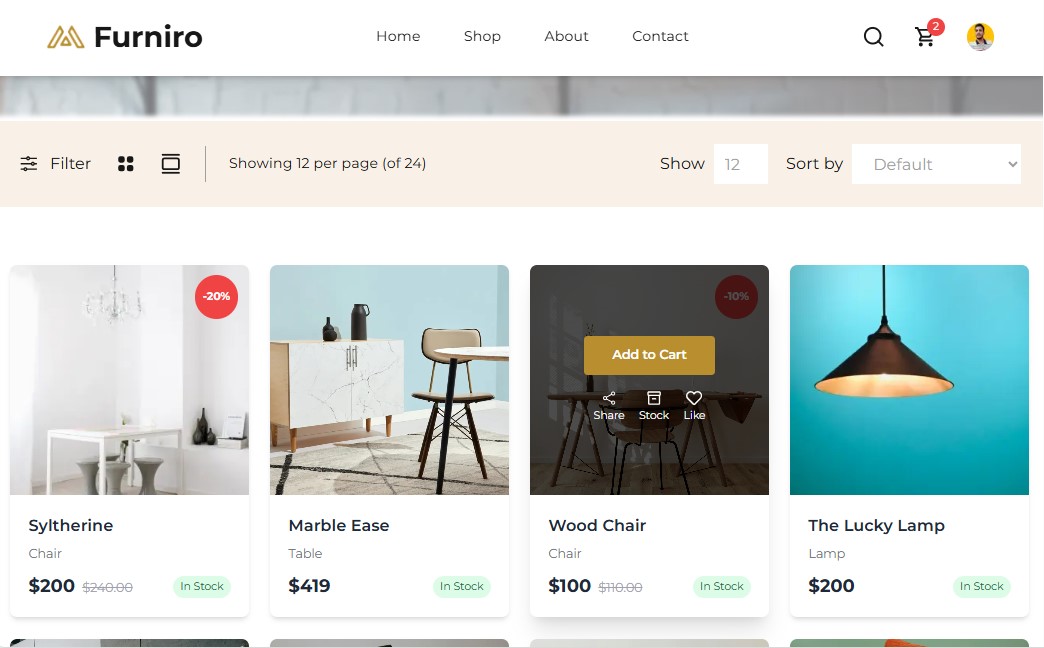 Furniro
Home Shop About Contact
2
Filter
Showing 12 per page (of 24)
Show 12 Sort by Default
-20%
-10%
Add to Cart
Share Stock Like
Syltherine
Chair
$200 $240.00 In Stock
Marble Ease
Table
$419 In Stock
Wood Chair
Chair
$100 $110.00 In Stock
The Lucky Lamp
Lamp
$200 In Stock